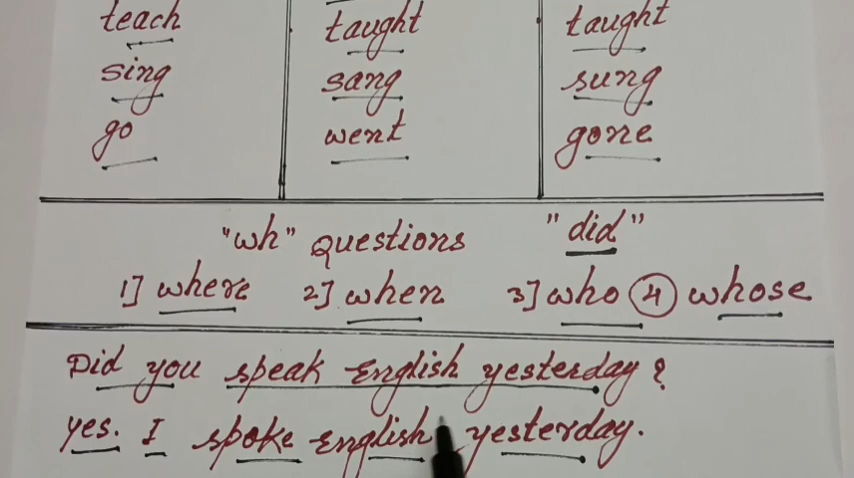 teach taught taught
sing sang sung
go went gone
"wh" questions "did"
1] where 2] when 3] who 4 whose
Did you speak English yesterday?
yes. I spoke English yesterday.